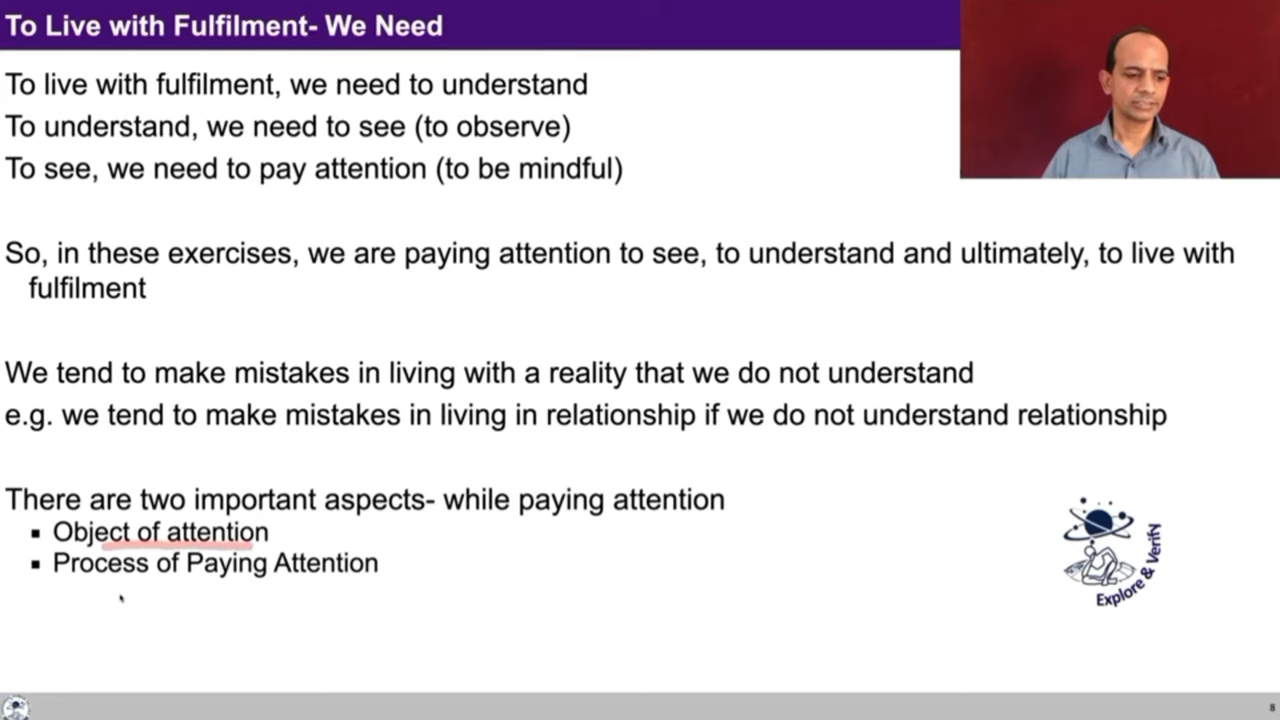 To Live with Fulfilment- We Need
To live with fulfilment, we need to understand
To understand, we need to see (to observe)
To see, we need to pay attention (to be mindful)
So, in these exercises, we are paying attention to see, to understand and ultimately, to live with
fulfilment
We tend to make mistakes in living with a reality that we do not understand
e.g. we tend to make mistakes in living in relationship if we do not understand relationship
There are two important aspects- while paying attention
▪ Object of attention
▪ Process of Paying Attention
Explore & Verify
8